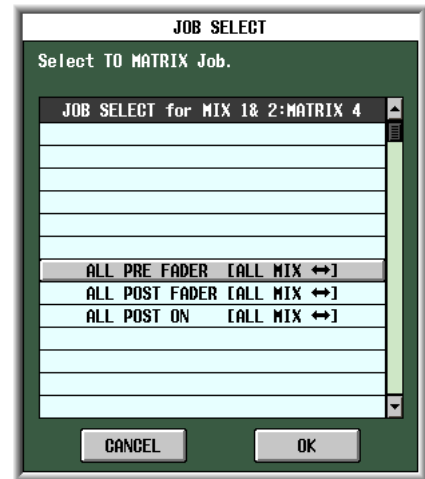 JOB SELECT
Select TO MATRIX Job.
JOB SELECT for MIX 1& 2:MATRIX 4
ALL PRE FADER [ALL MIX ↔]
ALL POST FADER [ALL MIX ↔]
ALL POST ON [ALL MIX ↔]
CANCEL OK